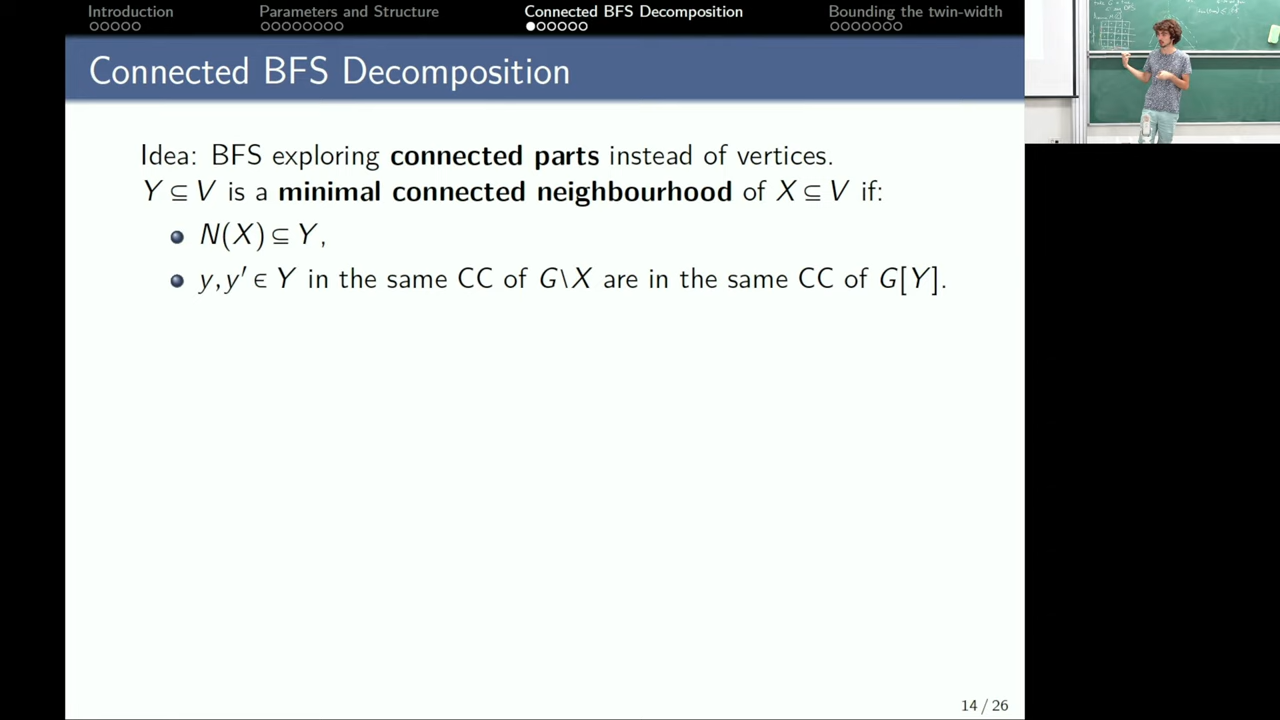 Introduction
Parameters and Structure
Connected BFS Decomposition
Bounding the twin-width
Connected BFS Decomposition
Idea: BFS exploring connected parts instead of vertices.
Y ⊆ V is a minimal connected neighbourhood of X ⊆ V if:
N(X) ⊆ Y,
y, y′ ∈ Y in the same CC of G\X are in the same CC of G[Y].
14 / 26